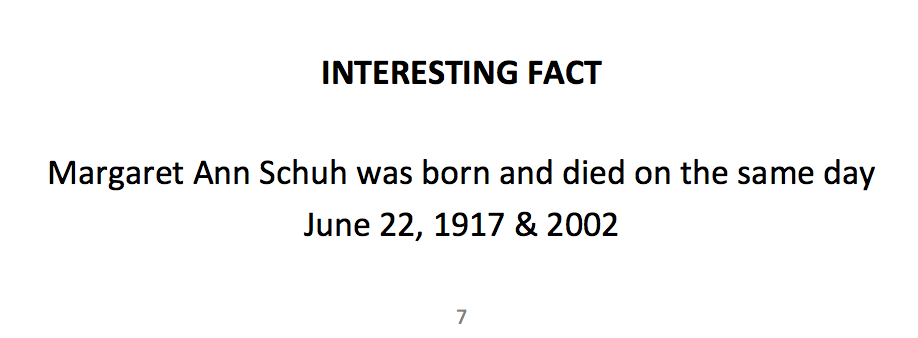 INTERESTING FACT
Margaret Ann Schuh was born and died on the same day
June 22, 1917 & 2002
7